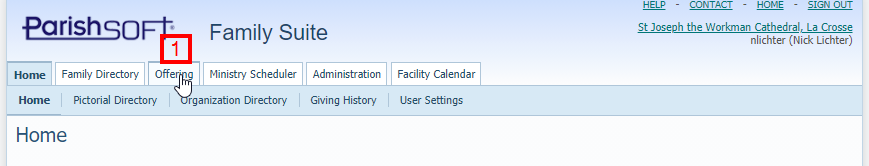 HELP - CONTACT - HOME - SIGN OUT
ParishSOFT Family Suite
St Joseph the Workman Cathedral, La Crosse
nlichter (Nick Lichter)
1
Home Family Directory Offering Ministry Scheduler Administration Facility Calendar
Home Pictorial Directory Organization Directory Giving History User Settings
Home